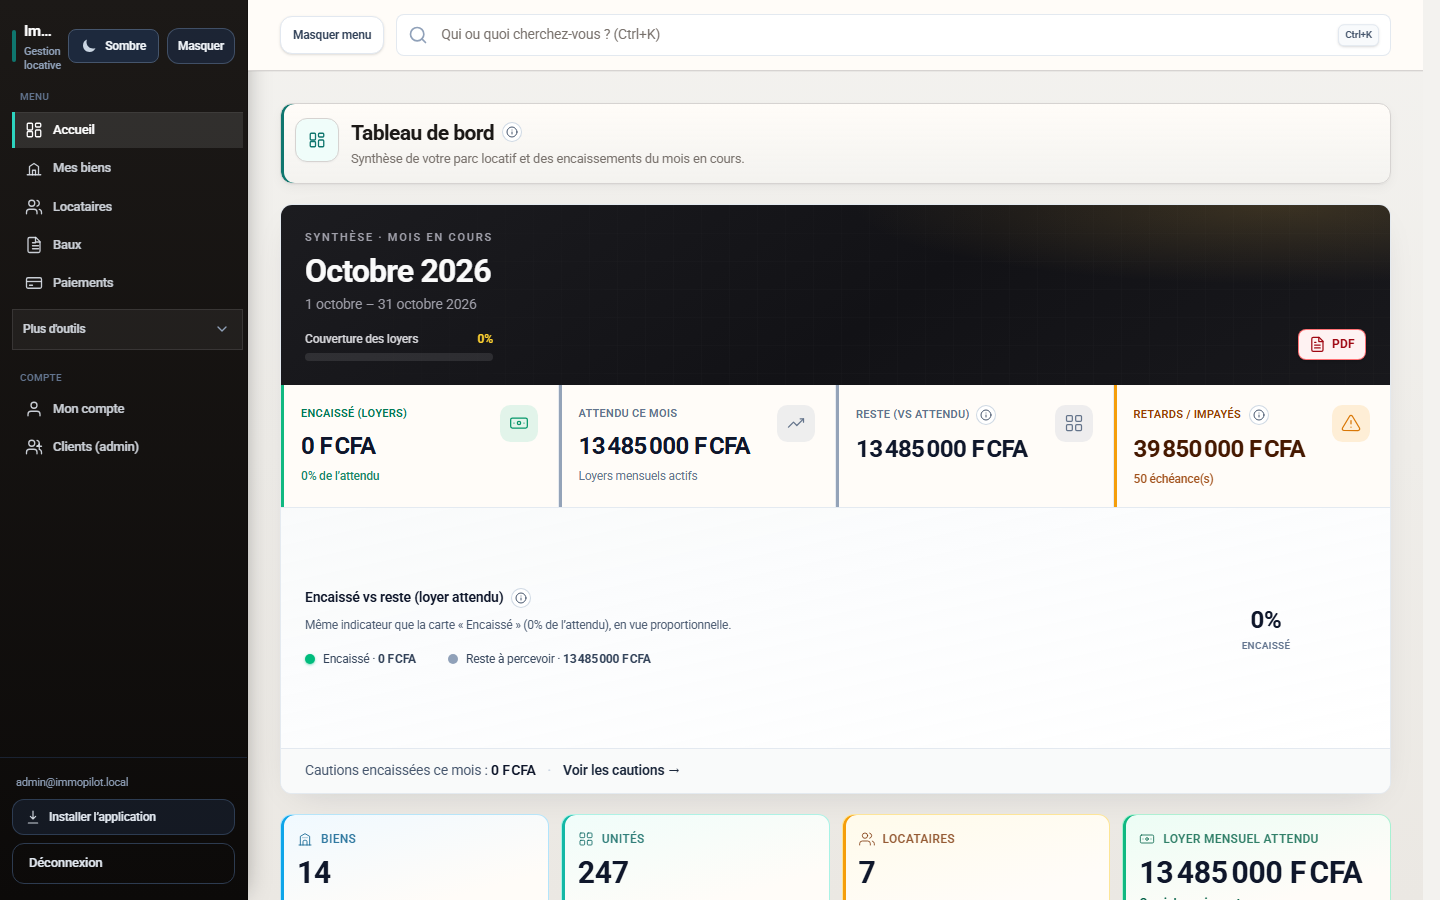 Im...
Gestion
locative
Sombre
Masquer
MENU
Accueil
Mes biens
Locataires
Baux
Paiements
Plus d'outils
COMPTE
Mon compte
Clients (admin)
admin@immopilot.local
Installer l'application
Déconnexion
Masquer menu
Qui ou quoi cherchez-vous ? (Ctrl+K)
Ctrl+K
Tableau de bord
Synthèse de votre parc locatif et des encaissements du mois en cours.
SYNTHÈSE · MOIS EN COURS
Octobre 2026
1 octobre – 31 octobre 2026
Couverture des loyers 0%
PDF
ENCAISSÉ (LOYERS)
0 FCFA
0% de l'attendu
ATTENDU CE MOIS
13 485 000 FCFA
Loyers mensuels actifs
RESTE (VS ATTENDU)
13 485 000 FCFA
RETARDS / IMPAYÉS
39 850 000 FCFA
50 échéance(s)
Encaissé vs reste (loyer attendu)
Même indicateur que la carte « Encaissé » (0% de l'attendu), en vue proportionnelle.
Encaissé · 0 FCFA
Reste à percevoir · 13 485 000 FCFA
0%
ENCAISSÉ
Cautions encaissées ce mois : 0 FCFA · Voir les cautions →
BIENS
14
UNITÉS
247
LOCATAIRES
7
LOYER MENSUEL ATTENDU
13 485 000 FCFA